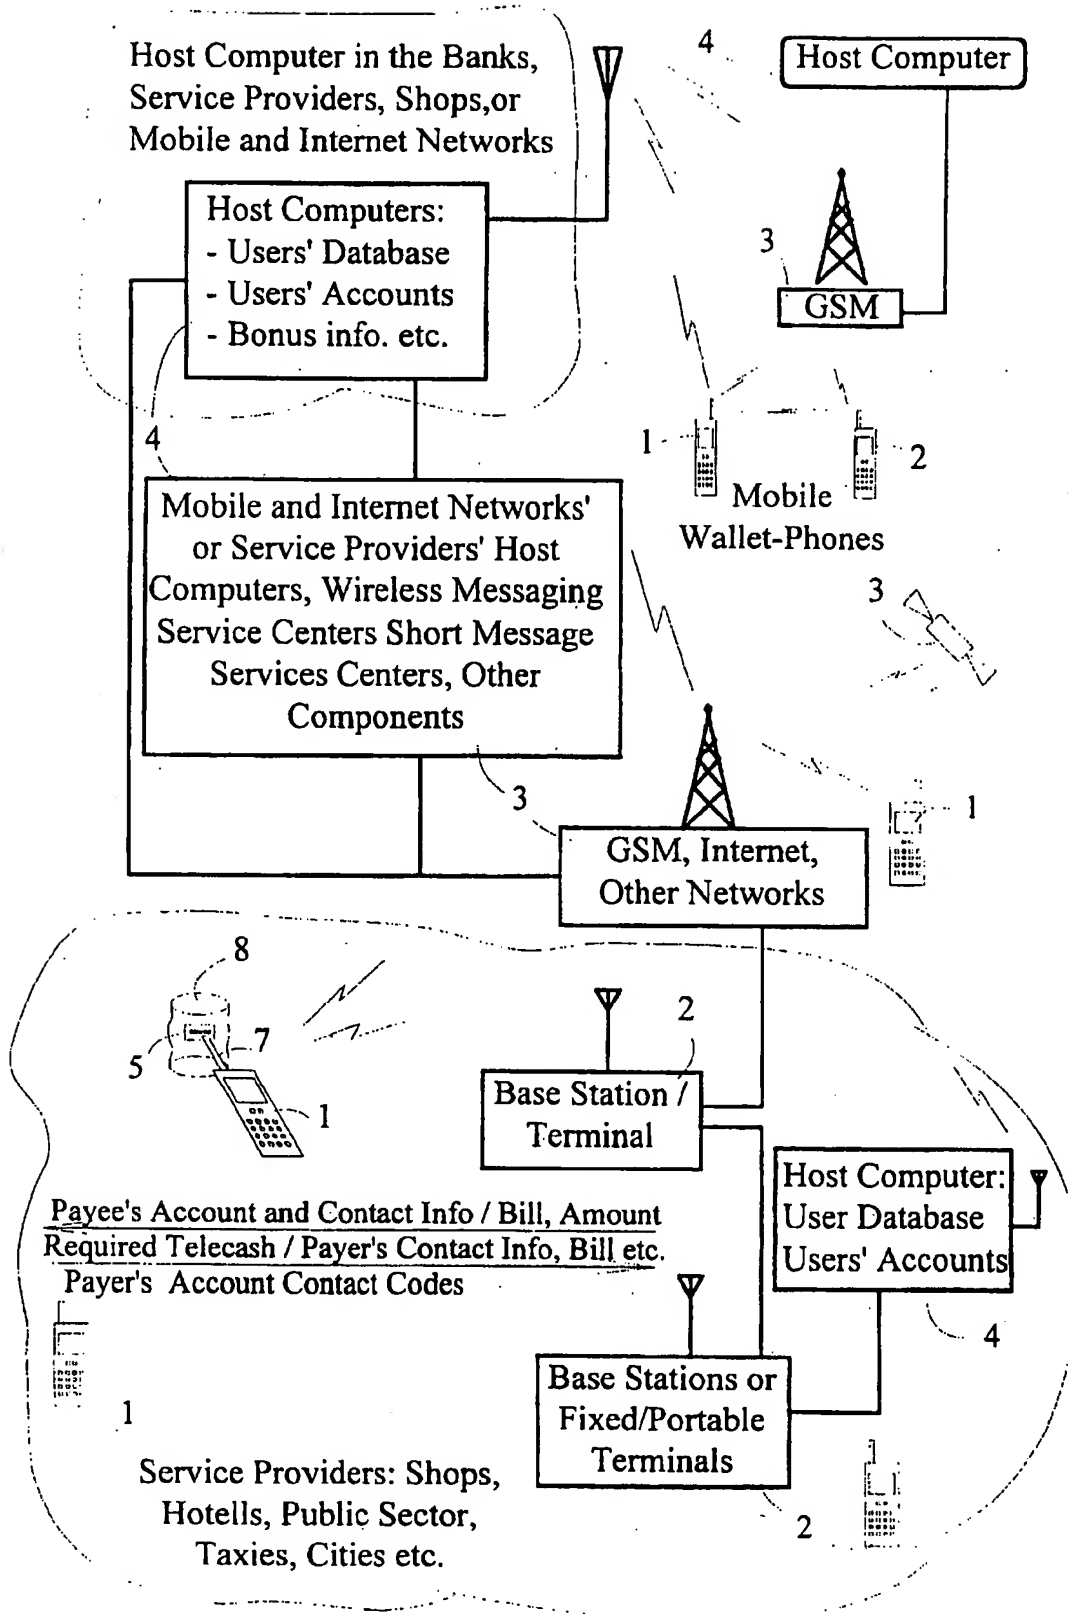 Host Computer in the Banks,
Service Providers, Shops,or
Mobile and Internet Networks
4
Host Computer
Host Computers:
- Users' Database
- Users' Accounts
- Bonus info. etc.
3
GSM
4
1
2
Mobile
Wallet-Phones
Mobile and Internet Networks'
or Service Providers' Host
Computers, Wireless Messaging
Service Centers Short Message
Services Centers, Other
Components
3
3
1
GSM, Internet,
Other Networks
8
5
7
1
2
Base Station /
Terminal
Host Computer:
User Database
Users' Accounts
4
Payee's Account and Contact Info / Bill, Amount
Required Telecash / Payer's Contact Info, Bill etc.
Payer's Account Contact Codes
1
Base Stations or
Fixed/Portable
Terminals
2
Service Providers: Shops,
Hotells, Public Sector,
Taxies, Cities etc.